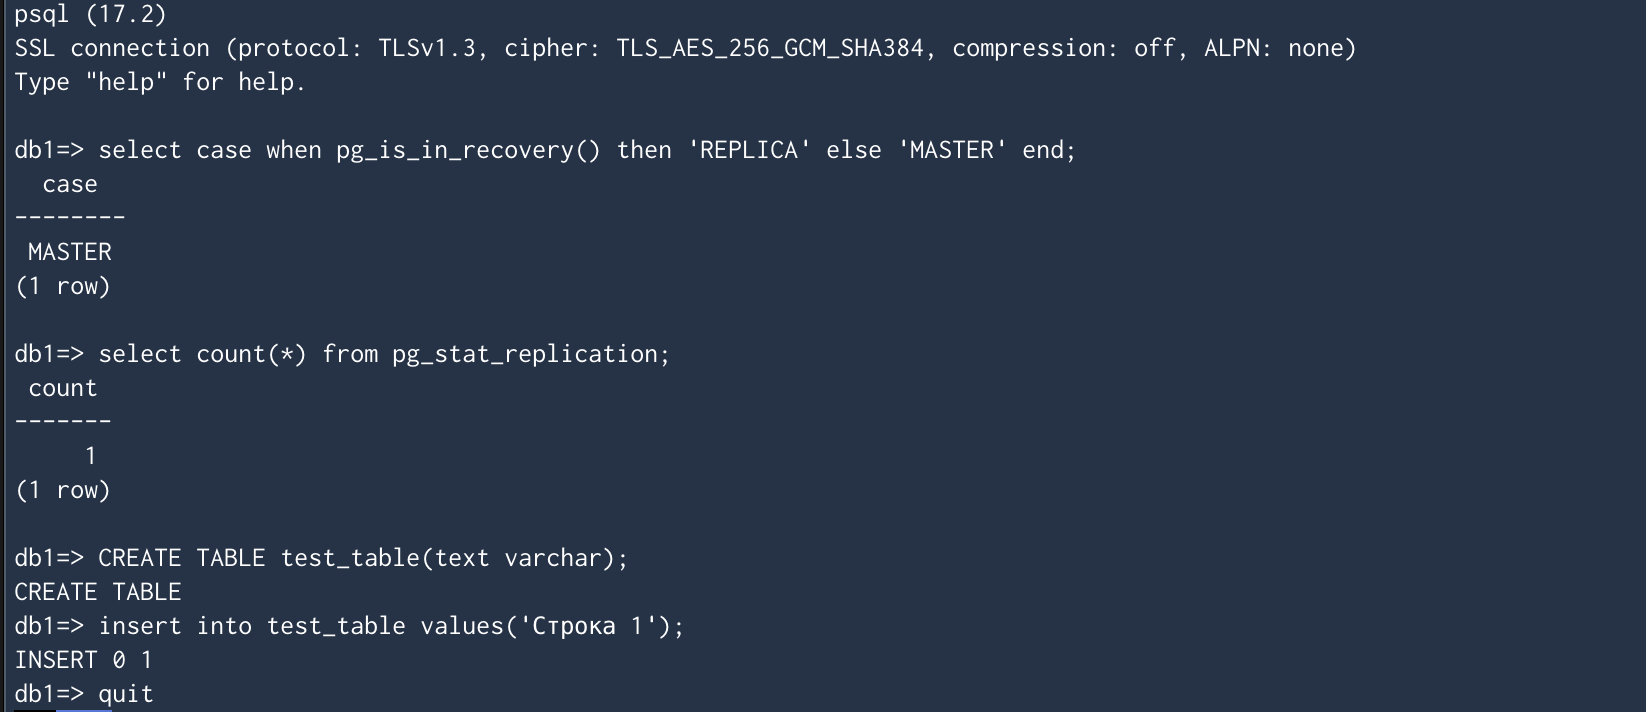 psql (17.2)
SSL connection (protocol: TLSv1.3, cipher: TLS_AES_256_GCM_SHA384, compression: off, ALPN: none)
Type "help" for help.
db1=> select case when pg_is_in_recovery() then 'REPLICA' else 'MASTER' end;
case
--------
MASTER
(1 row)
db1=> select count(*) from pg_stat_replication;
count
-------
1
(1 row)
db1=> CREATE TABLE test_table(text varchar);
CREATE TABLE
db1=> insert into test_table values('Строка 1');
INSERT 0 1
db1=> quit